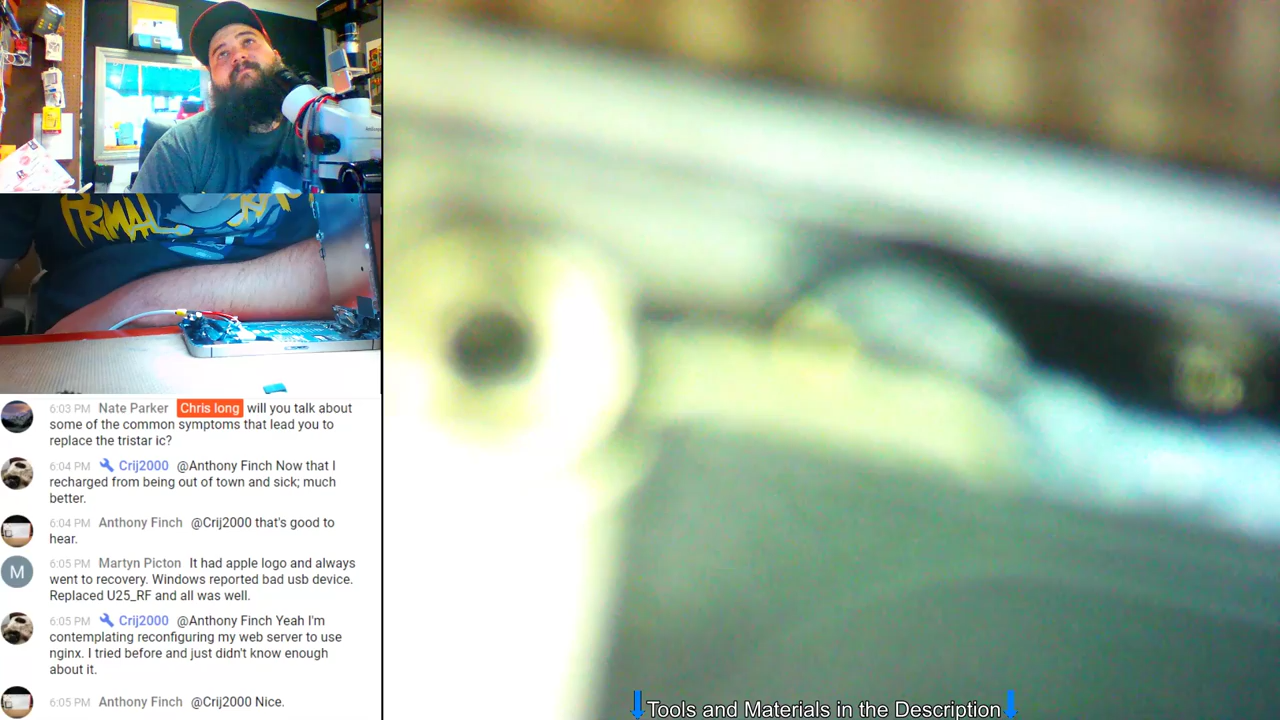 PRIMAL
6:03 PM Nate Parker Chris long will you talk about
some of the common symptoms that lead you to
replace the tristar ic?
6:04 PM Crij2000 @Anthony Finch Now that I
recharged from being out of town and sick; much
better.
6:04 PM Anthony Finch @Crij2000 that's good to
hear.
M
6:05 PM Martyn Picton It had apple logo and always
went to recovery. Windows reported bad usb device.
Replaced U25_RF and all was well.
6:05 PM Crij2000 @Anthony Finch Yeah I'm
contemplating reconfiguring my web server to use
nginx. I tried before and just didn't know enough
about it.
6:05 PM Anthony Finch @Crij2000 Nice.
Tools and Materials in the Description